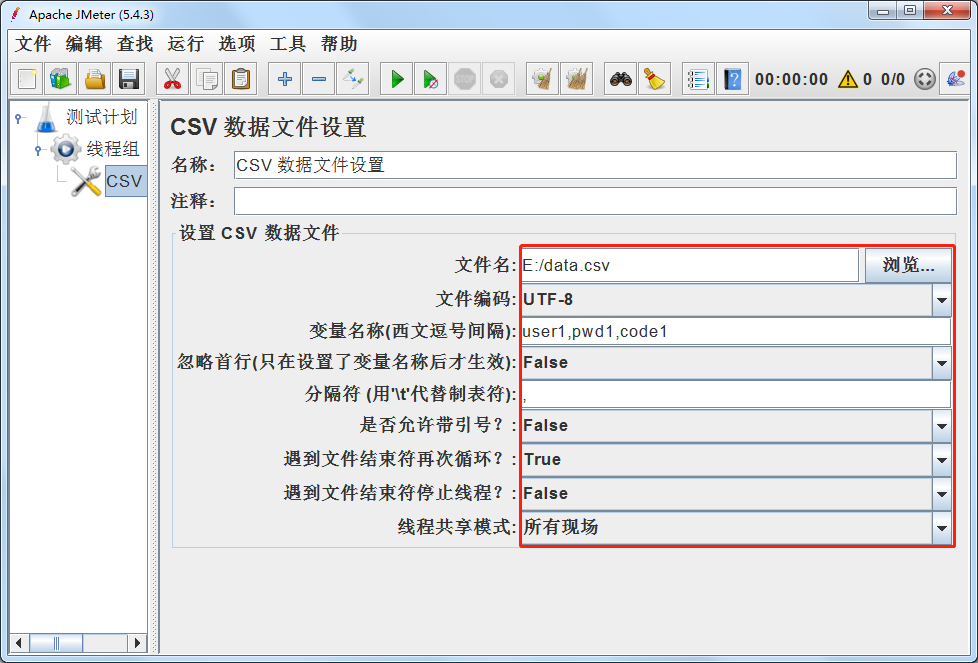 Apache JMeter (5.4.3)
文件 编辑 查找 运行 选项 工具 帮助
STOP 00:00:00 0 0/0
测试计划
线程组
CSV
CSV 数据文件设置
名称： CSV 数据文件设置
注释：
设置 CSV 数据文件
文件名: E:/data.csv 浏览...
文件编码: UTF-8
变量名称(西文逗号间隔): user1,pwd1,code1
忽略首行(只在设置了变量名称后才生效): False
分隔符 (用'\t'代替制表符): ,
是否允许带引号？: False
遇到文件结束符再次循环？: True
遇到文件结束符停止线程？: False
线程共享模式: 所有现场